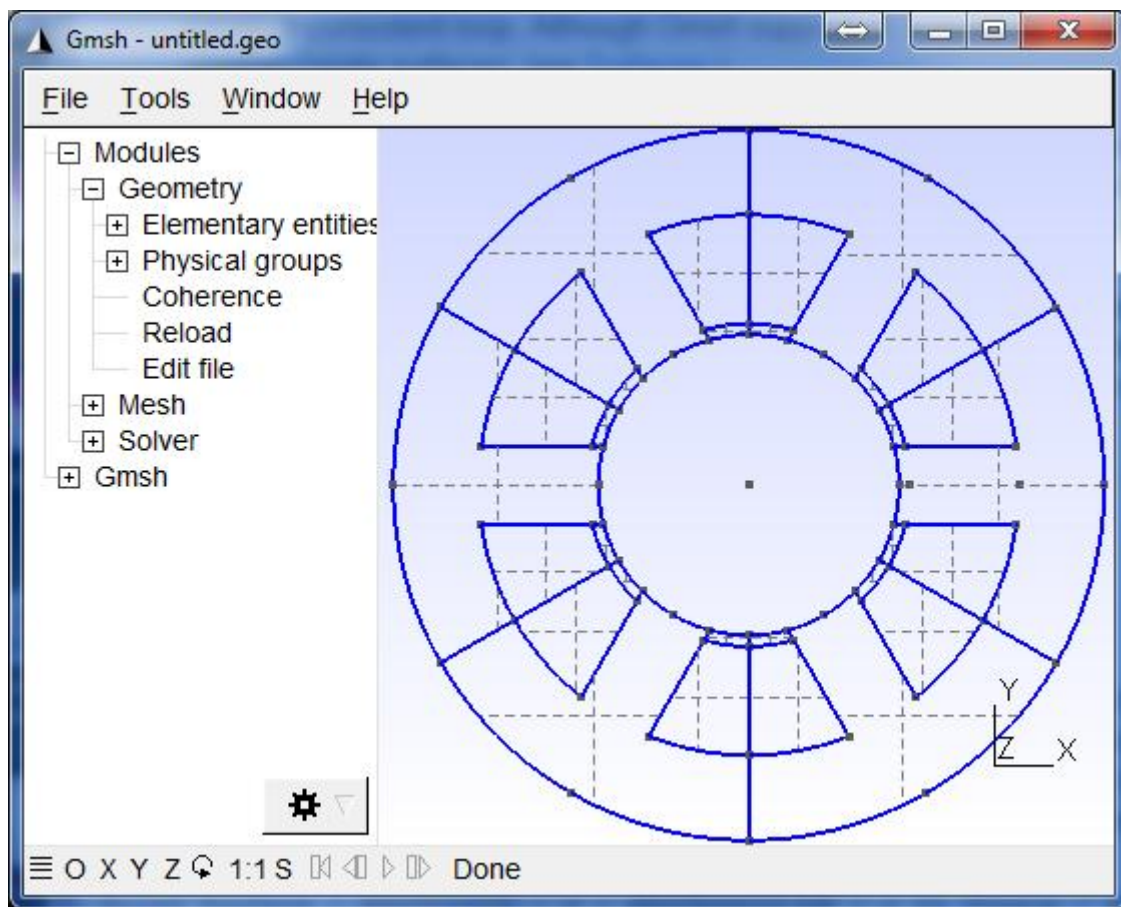 Gmsh - untitled.geo
File Tools Window Help
Modules
Geometry
Elementary entities
Physical groups
Coherence
Reload
Edit file
Mesh
Solver
Gmsh
Y
Z X
O X Y Z 1:1 S Done